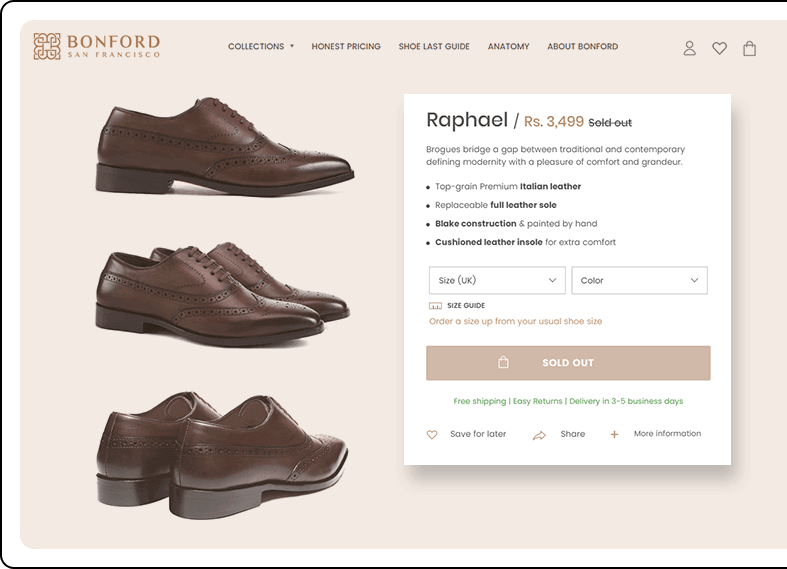 BONFORD
SAN FRANCISCO
COLLECTIONS HONEST PRICING SHOE LAST GUIDE ANATOMY ABOUT BONFORD
Raphael / Rs. 3,499 Sold out
Brogues bridge a gap between traditional and contemporary
defining modernity with a pleasure of comfort and grandeur.
Top-grain Premium Italian leather
Replaceable full leather sole
Blake construction & painted by hand
Cushioned leather insole for extra comfort
Size (UK) Color
SIZE GUIDE
Order a size up from your usual shoe size
SOLD OUT
Free shipping | Easy Returns | Delivery in 3-5 business days
Save for later Share More information